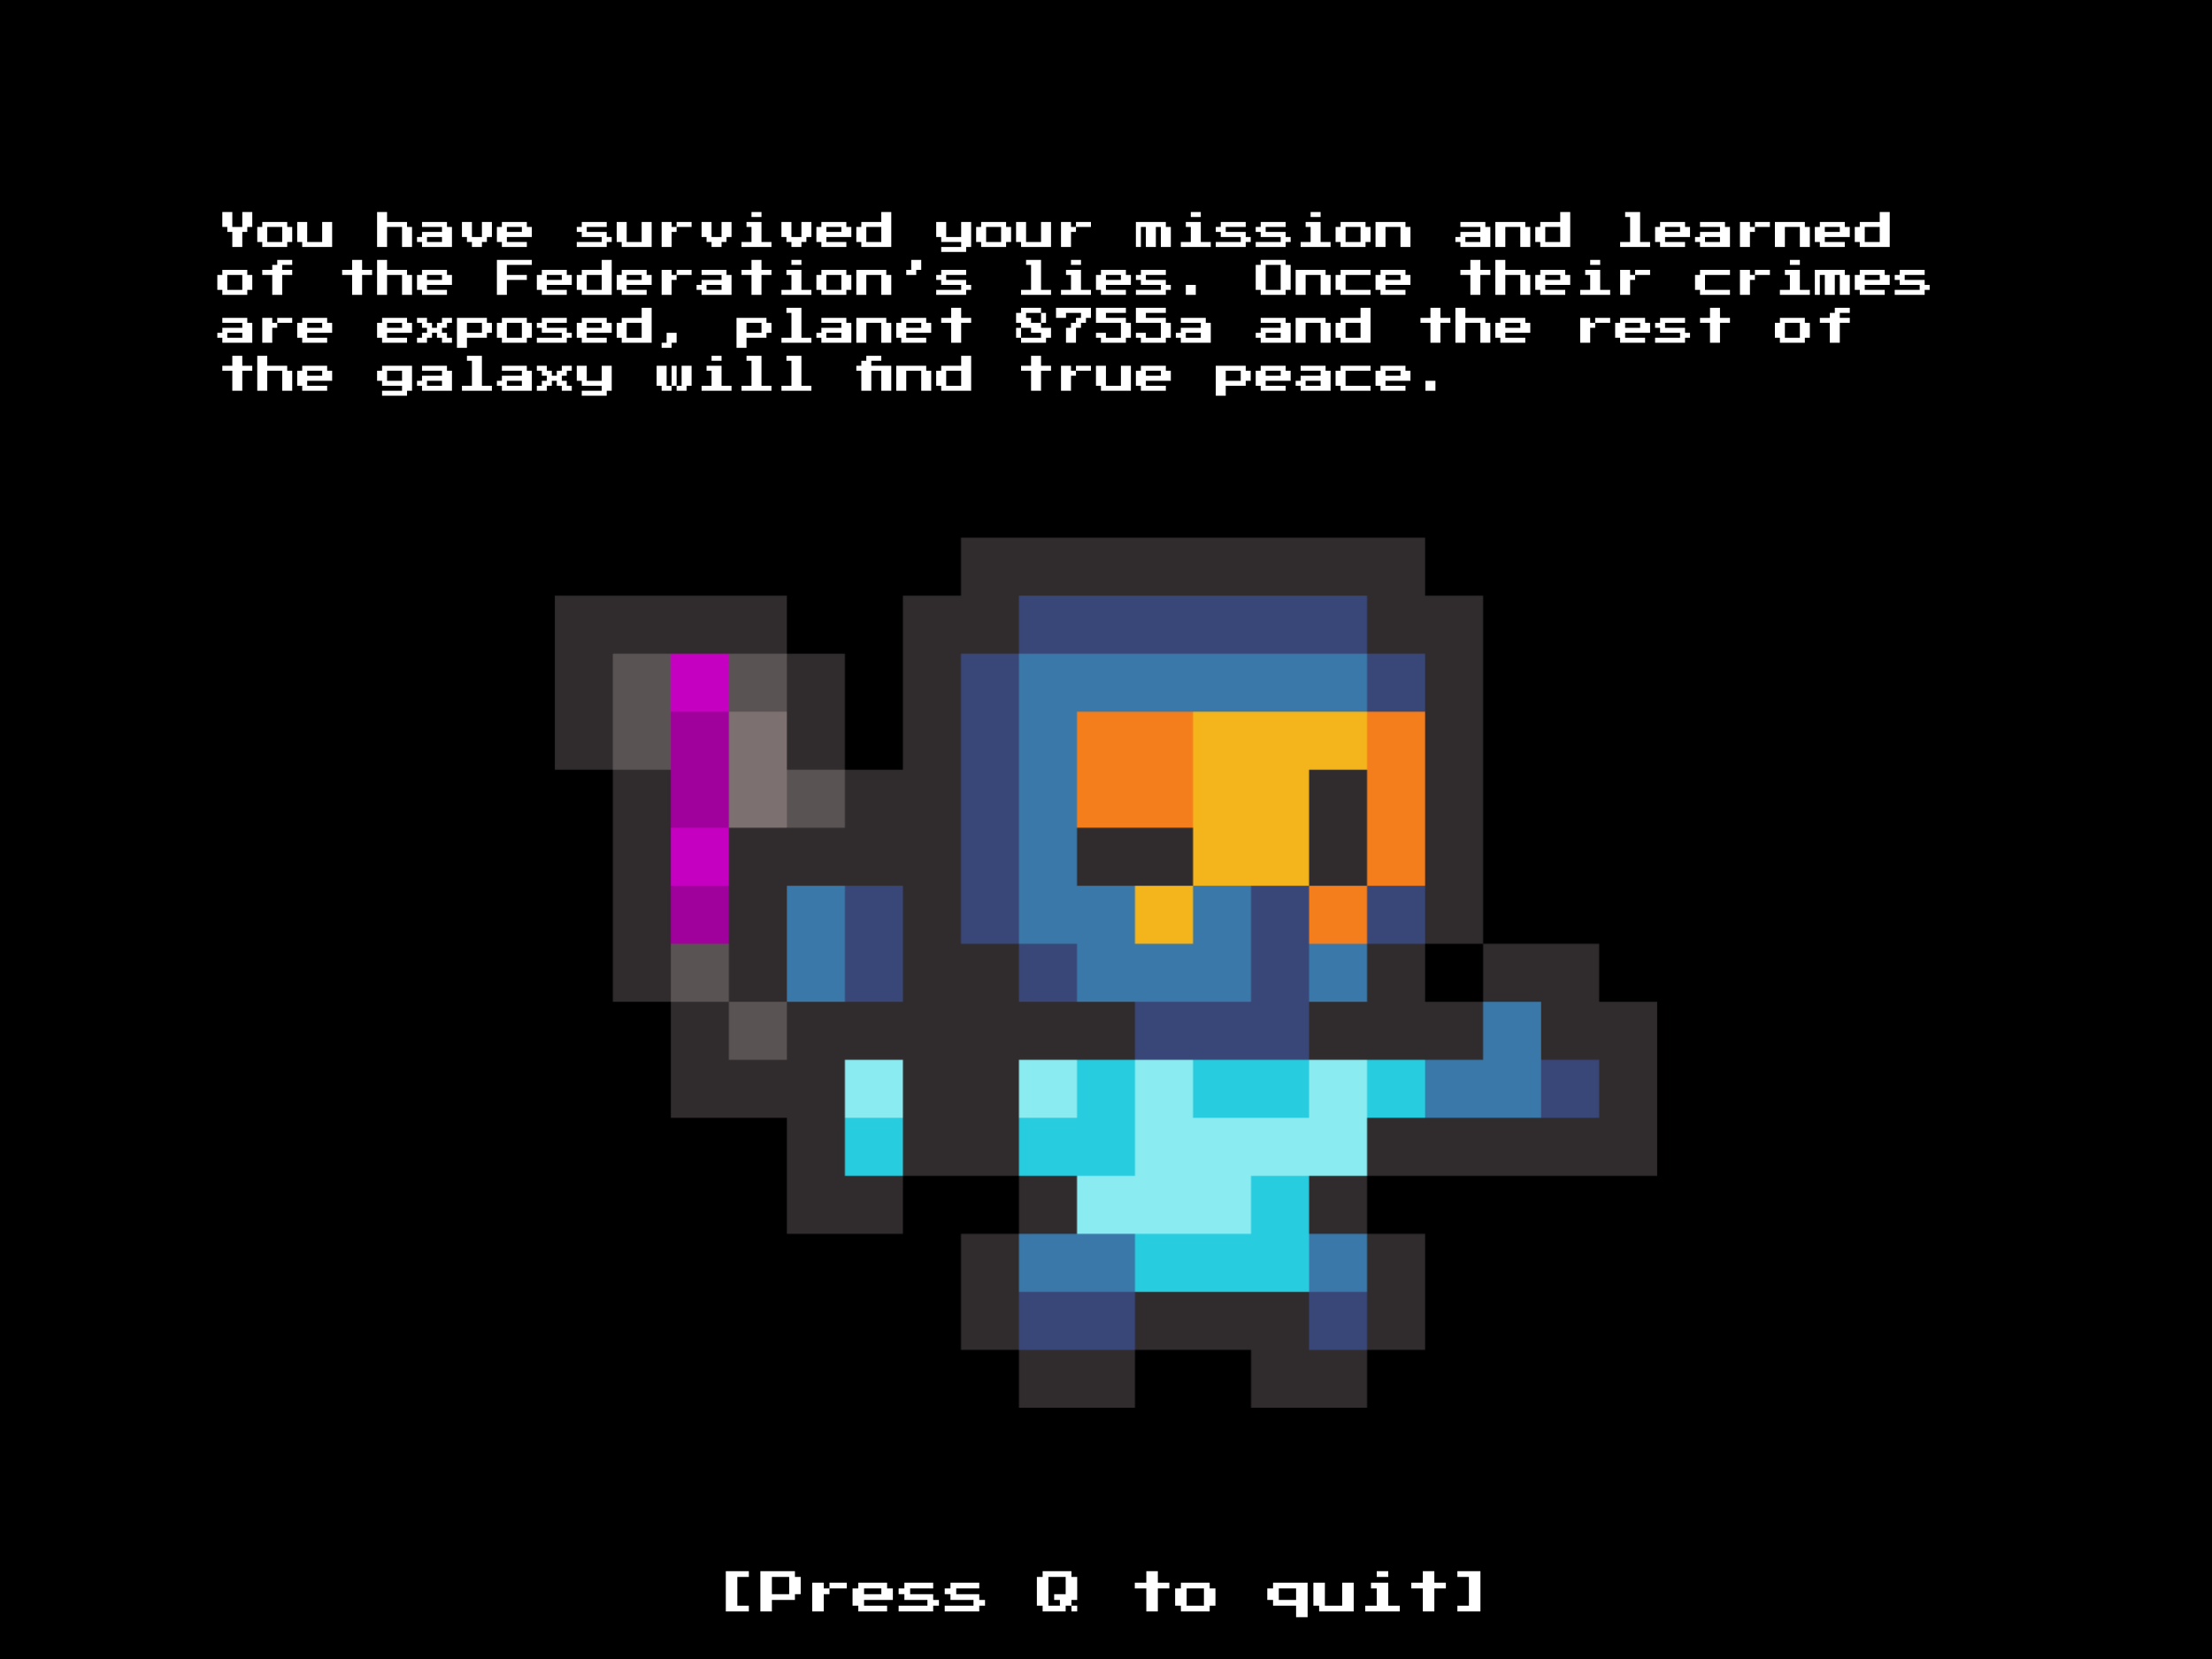 You have survived your mission and learned
of the Federation's lies. Once their crimes
are exposed, planet 8755a and the rest of
the galaxy will find true peace.
[Press Q to quit]